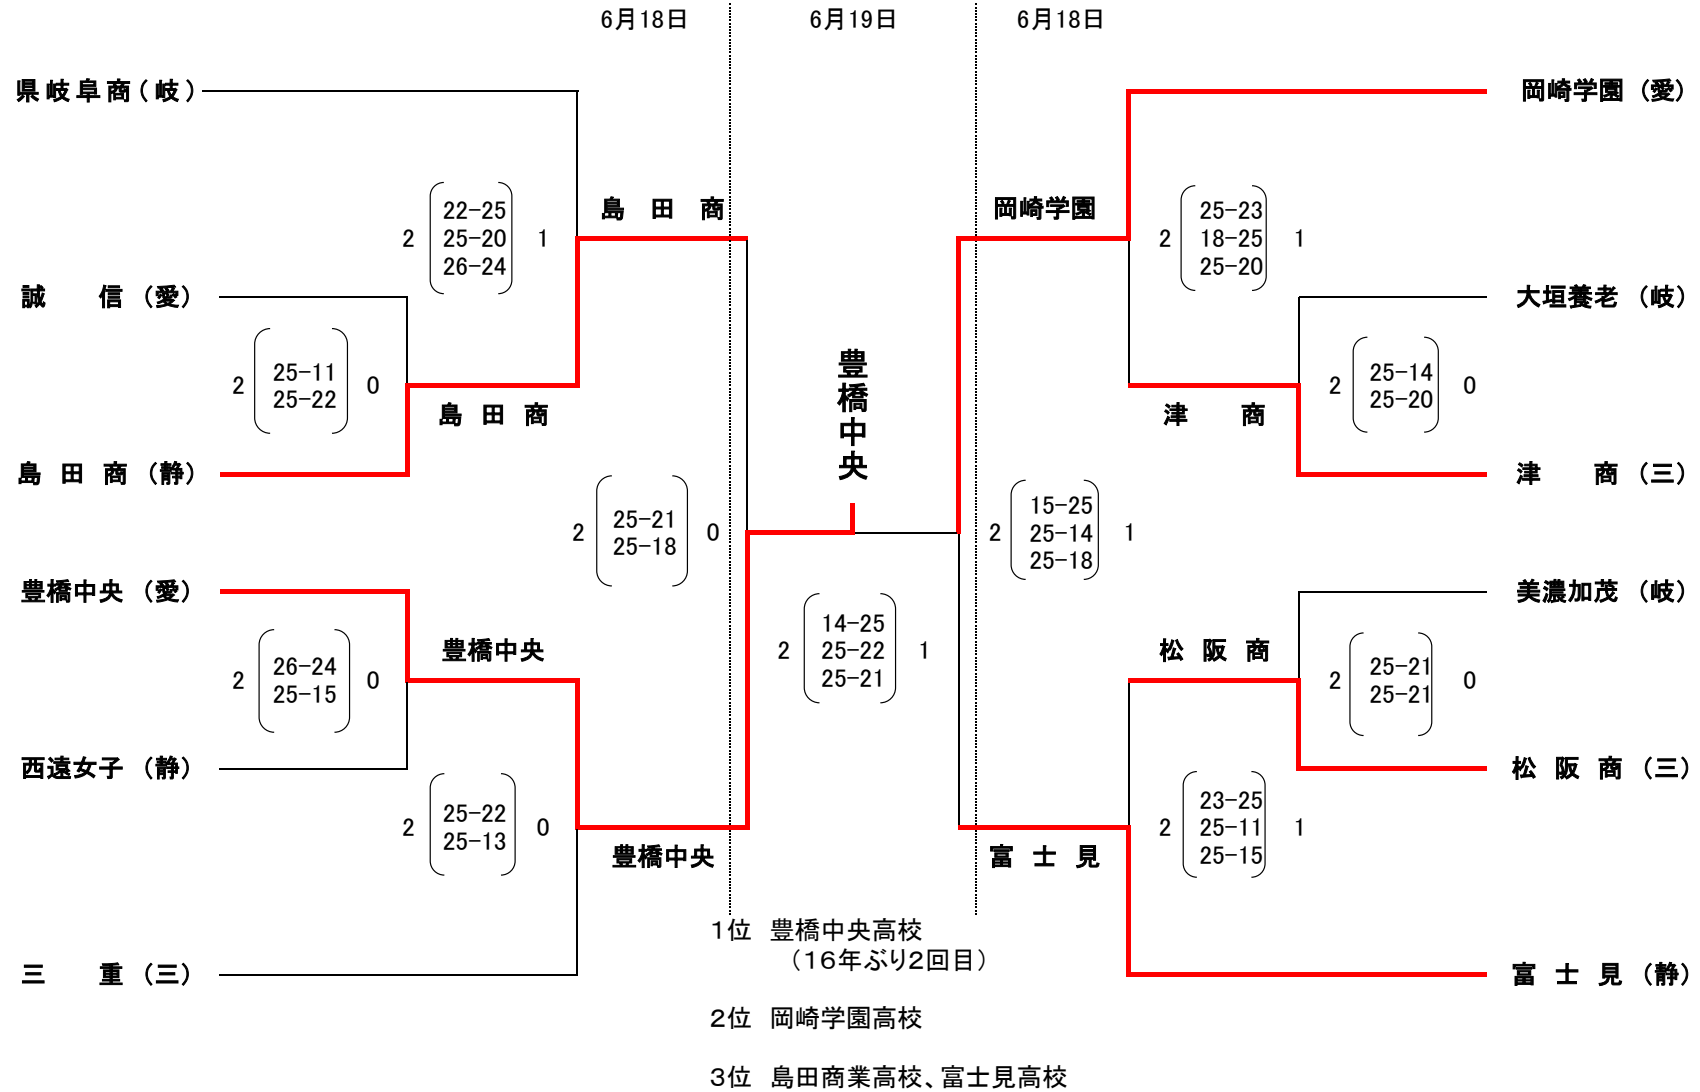 6月18日
6月19日
6月18日
県岐阜商(岐)
岡崎学園 (愛)
島 田 商
岡崎学園
2
22-25
25-20
26-24
1
2
25-23
18-25
25-20
1
誠 信 (愛)
大垣養老 (岐)
2
25-11
25-22
0
豊橋中央
2
25-14
25-20
0
島 田 商
津 商
島 田 商 (静)
津 商 (三)
2
25-21
25-18
0
2
15-25
25-14
25-18
1
豊橋中央 (愛)
美濃加茂 (岐)
2
26-24
25-15
0
豊橋中央
2
14-25
25-22
25-21
1
松 阪 商
2
25-21
25-21
0
西遠女子 (静)
松 阪 商 (三)
2
25-22
25-13
0
2
23-25
25-11
25-15
1
豊橋中央
富 士 見
三 重 (三)
富 士 見 (静)
1位 豊橋中央高校
(16年ぶり2回目)
2位 岡崎学園高校
3位 島田商業高校、富士見高校